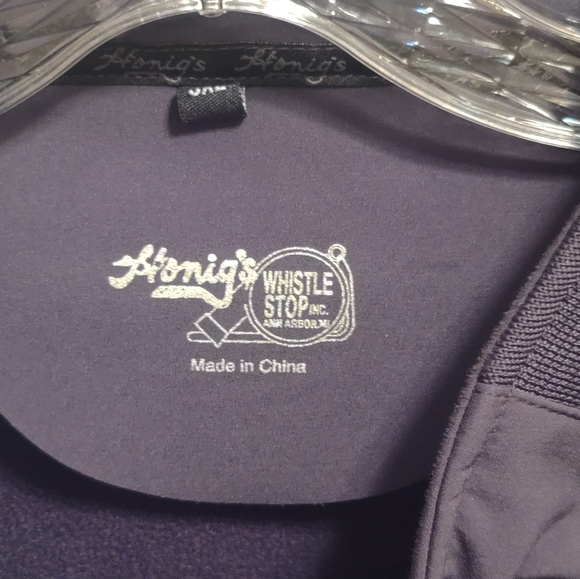 Honig's Honig's
Honig's
WHISTLE
STOP INC.
ANN ARBOR, MI
Made in China